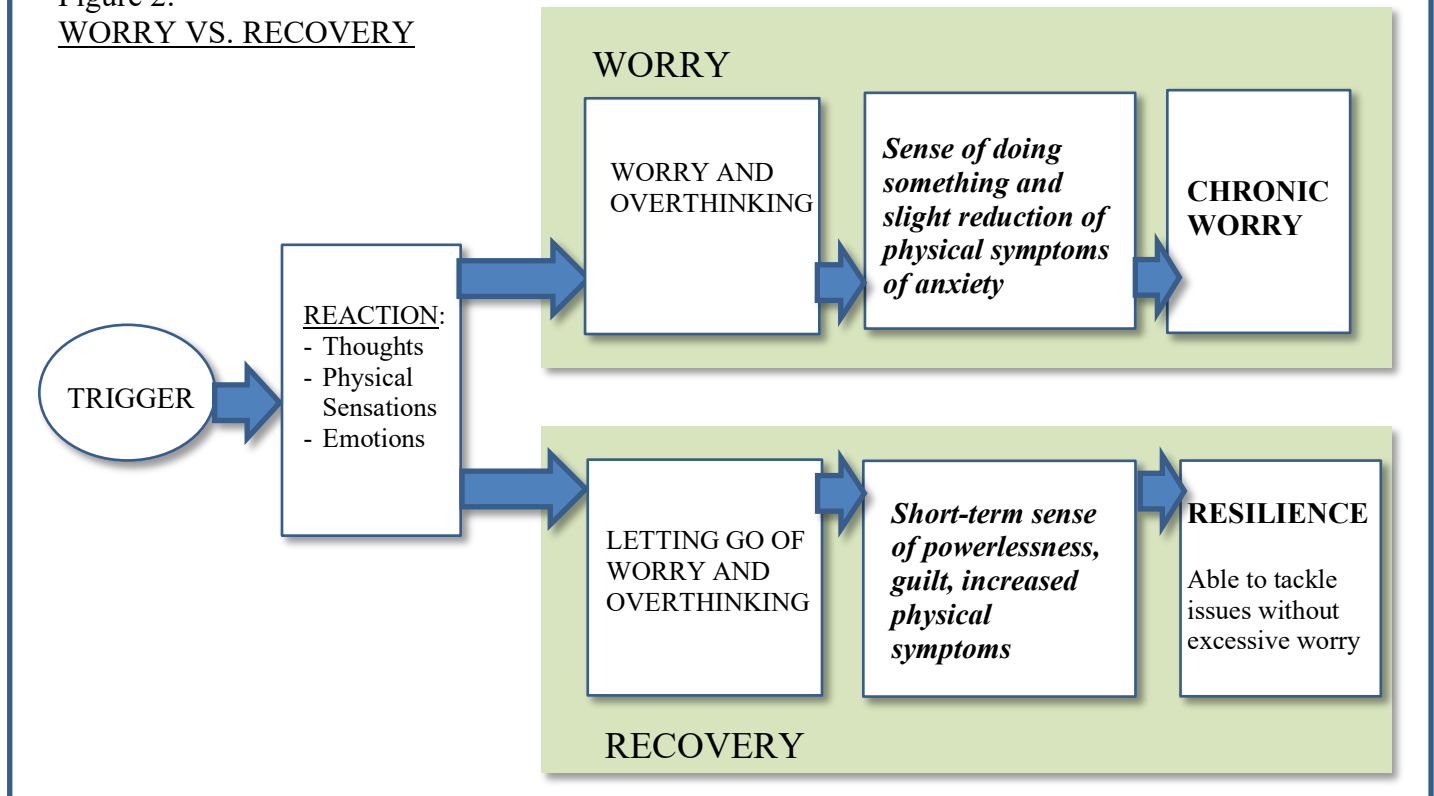 Figure 2:
WORRY VS. RECOVERY
WORRY
WORRY AND
OVERTHINKING
Sense of doing
something and
slight reduction of
physical symptoms
of anxiety
CHRONIC
WORRY
TRIGGER
REACTION:
- Thoughts
- Physical
Sensations
- Emotions
LETTING GO OF
WORRY AND
OVERTHINKING
Short-term sense
of powerlessness,
guilt, increased
physical
symptoms
RESILIENCE
Able to tackle
issues without
excessive worry
RECOVERY